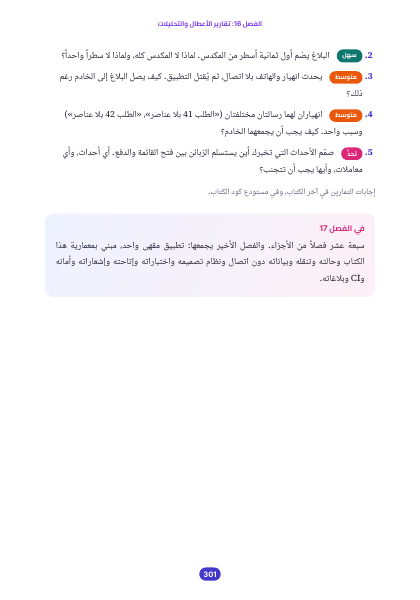 الفصل 16: تقارير الأعطال والتحليلات
2. سهل البلاغ يضم أول ثمانية أسطر من المكدس. لماذا لا المكدس كله، ولماذا لا سطراً واحداً؟
3. متوسط يحدث انهيار والهاتف بلا اتصال، ثم يُقتل التطبيق. كيف يصل البلاغ إلى الخادم رغم
ذلك؟
4. متوسط انهياران لهما رسالتان مختلفتان («الطلب 41 بلا عناصر»، «الطلب 42 بلا عناصر»)
وسبب واحد. كيف يجب أن يجمعهما الخادم؟
5. تحدٍّ صمّم الأحداث التي تخبرك أين يستسلم الزبائن بين فتح القائمة والدفع. أي أحداث، وأي
معاملات، وأيها يجب أن تتجنب؟
إجابات التمارين في آخر الكتاب، وفي مستودع كود الكتاب.
في الفصل 17
سبعة عشر فصلاً من الأجزاء. والفصل الأخير يجمعها: تطبيق مقهى واحد، مبني بمعمارية هذا
الكتاب وحالته وتنقله وبياناته دون اتصال ونظام تصميمه واختباراته وإتاحته وإشعاراته وأمانه
وCI وبلاغاته.
301